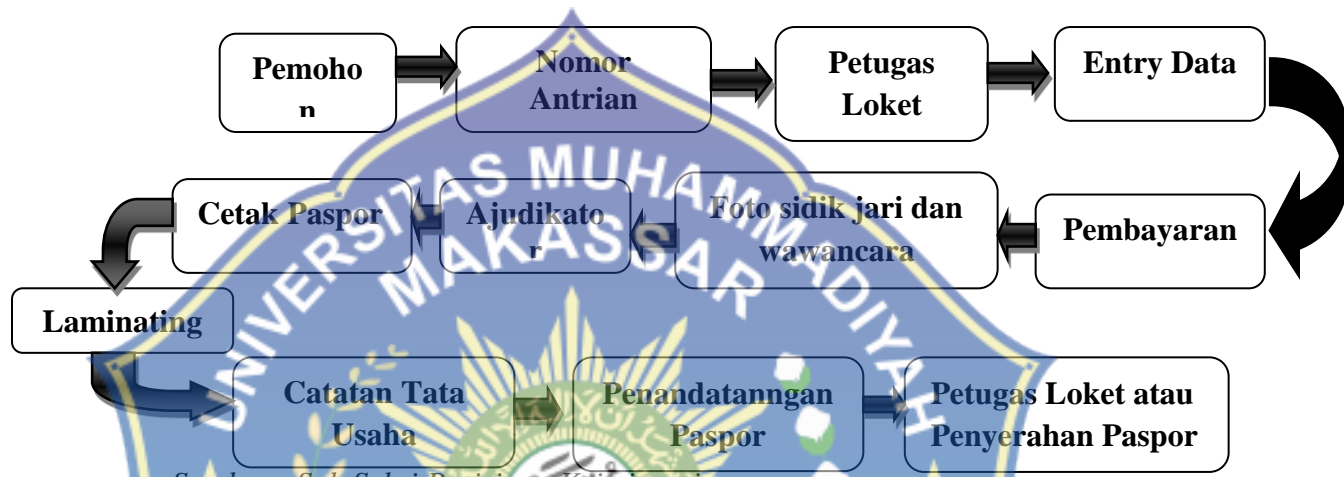 Pemoho
n
Nomor
Antrian
Petugas
Loket
Entry Data
Pembayaran
Foto sidik jari dan
wawancara
Ajudikato
r
Cetak Paspor
Laminating
Catatan Tata
Usaha
Penandatanngan
Paspor
Petugas Loket atau
Penyerahan Paspor
UNIVERSITAS MUHAMMADIYAH
MAKASSAR